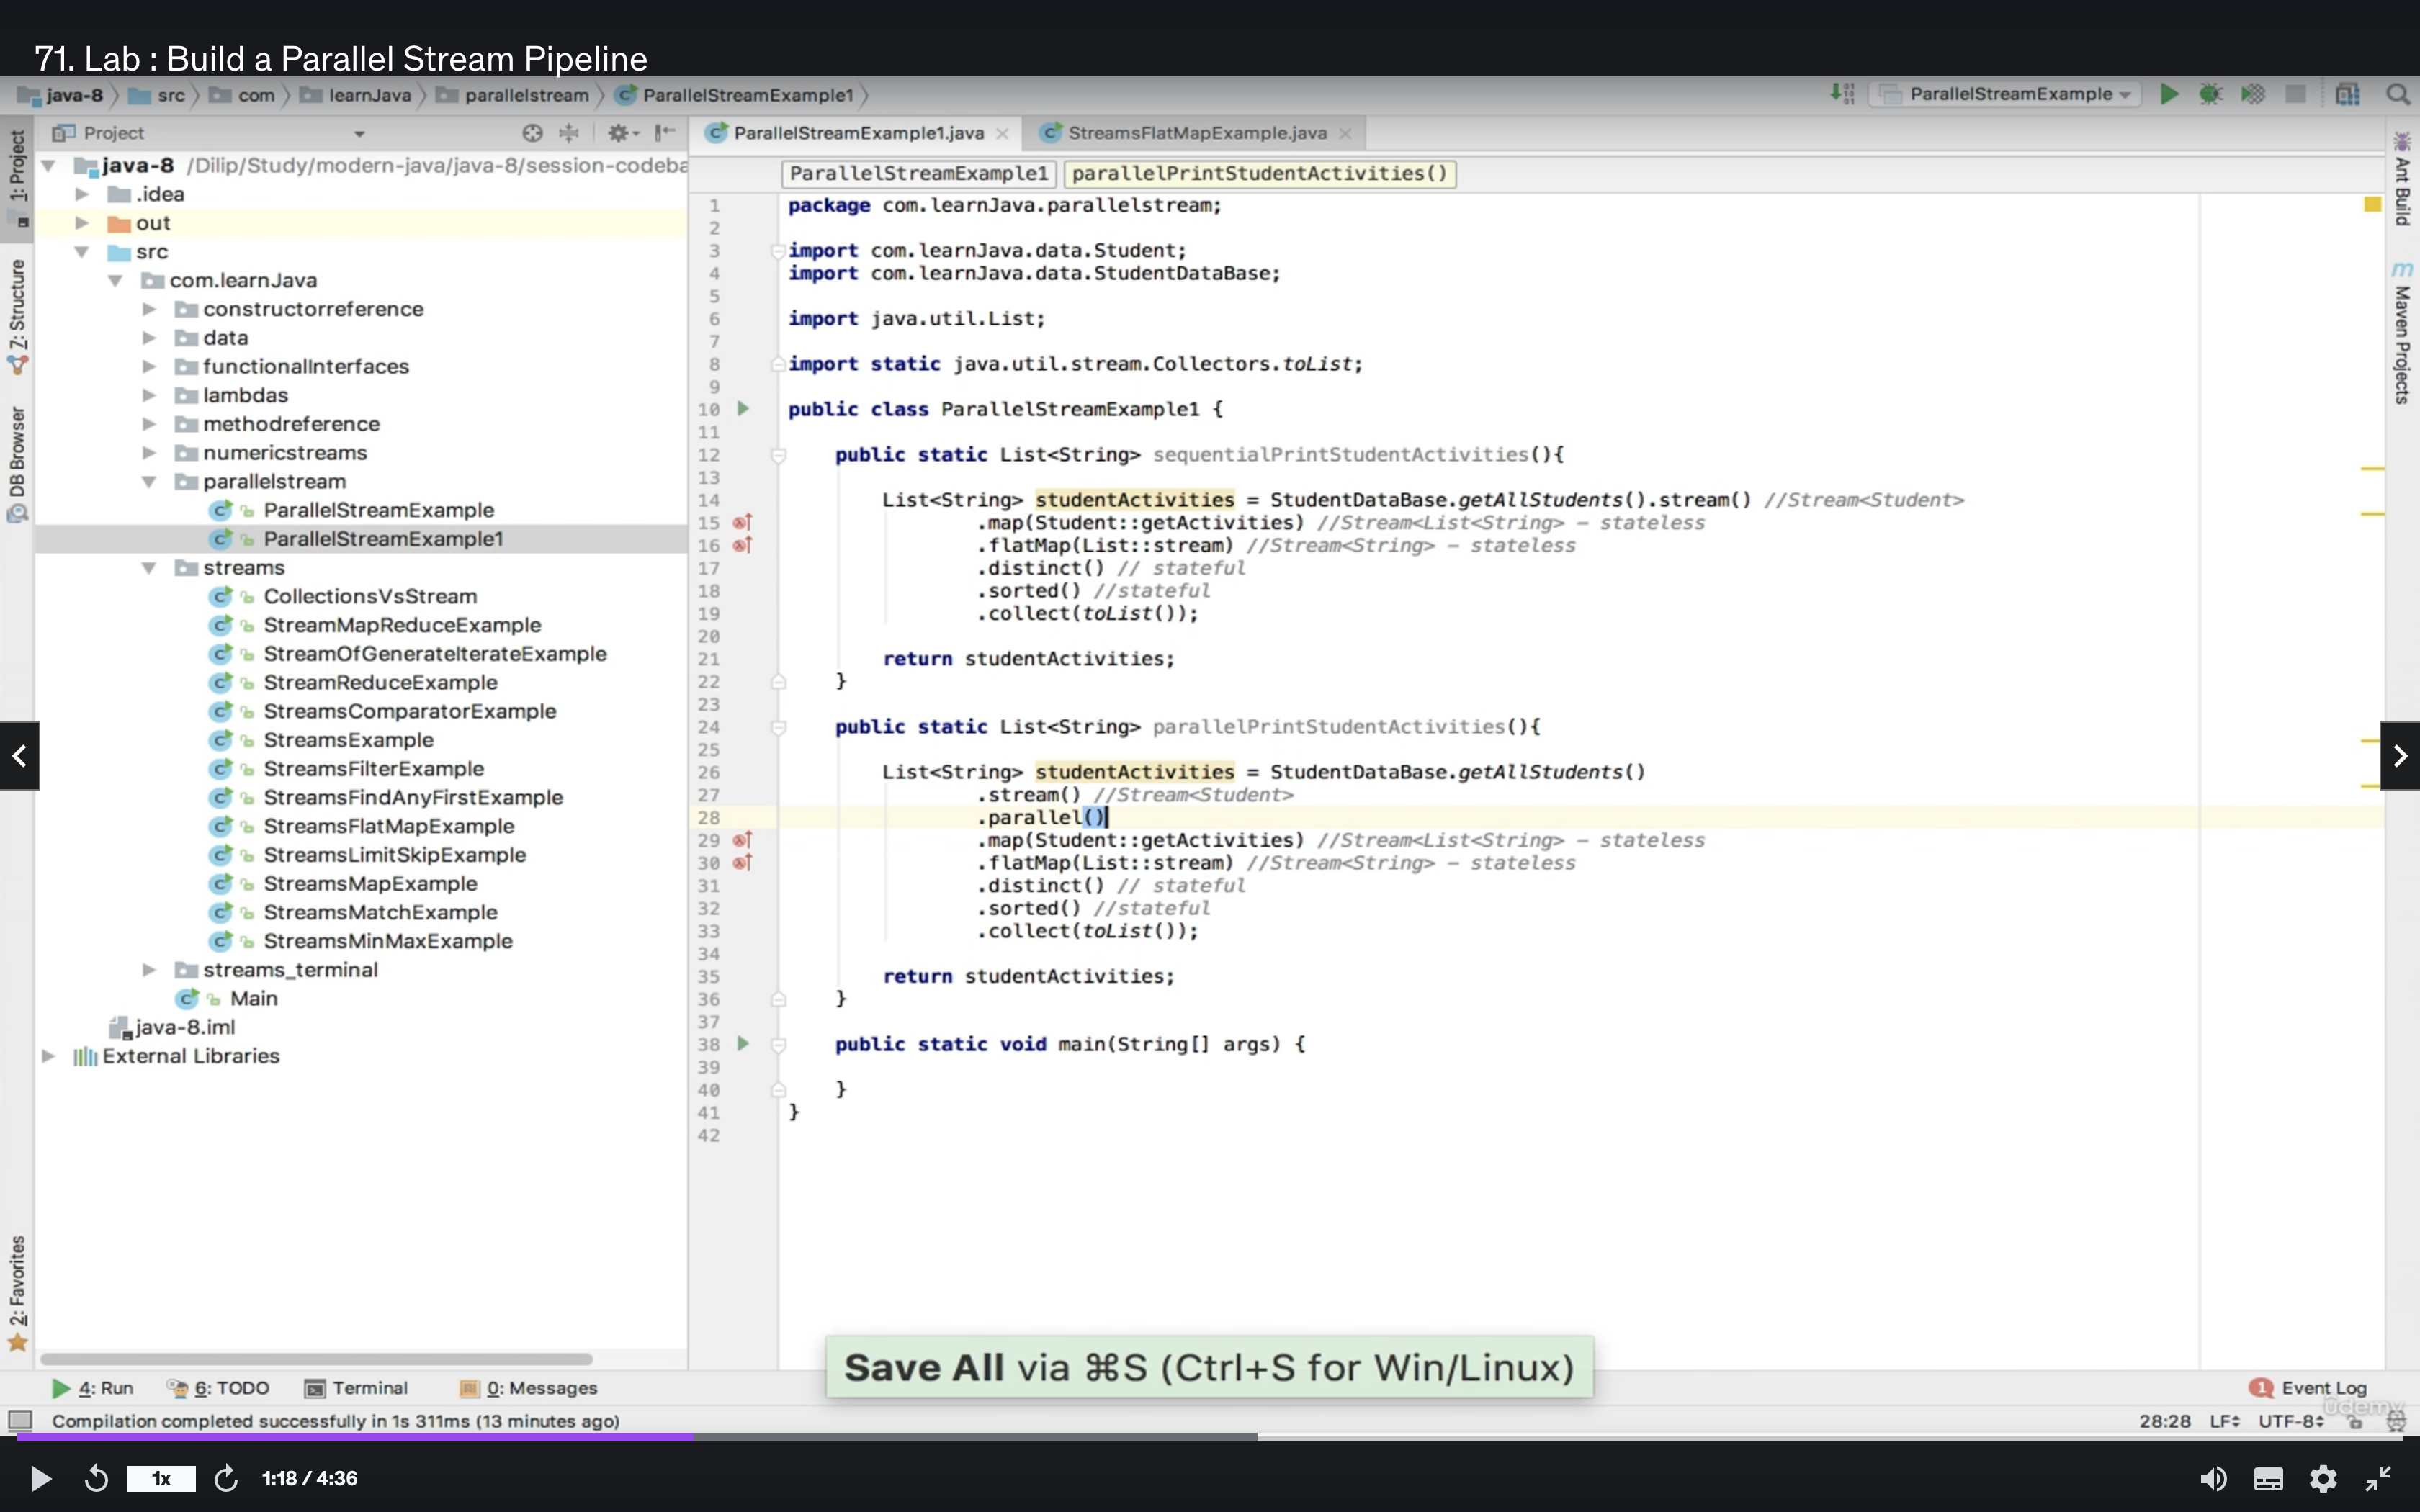 71. Lab : Build a Parallel Stream Pipeline
java-8 src com learnJava parallelstream ParallelStreamExample1
ParallelStreamExample
Project
ParallelStreamExample1.java
StreamsFlatMapExample.java
1: Project
7: Structure
DB Browser
2: Favorites
Ant Build
Maven Projects
java-8 /Dilip/Study/modern-java/java-8/session-codeba
.idea
out
src
com.learnJava
constructorreference
data
functionalInterfaces
lambdas
methodreference
numericstreams
parallelstream
ParallelStreamExample
ParallelStreamExample1
streams
CollectionsVsStream
StreamMapReduceExample
StreamOfGenerateIterateExample
StreamReduceExample
StreamsComparatorExample
StreamsExample
StreamsFilterExample
StreamsFindAnyFirstExample
StreamsFlatMapExample
StreamsLimitSkipExample
StreamsMapExample
StreamsMatchExample
StreamsMinMaxExample
streams_terminal
Main
java-8.iml
External Libraries
ParallelStreamExample1 parallelPrintStudentActivities()
1 package com.learnJava.parallelstream;
2
3 import com.learnJava.data.Student;
4 import com.learnJava.data.StudentDataBase;
5
6 import java.util.List;
7
8 import static java.util.stream.Collectors.toList;
9
10 public class ParallelStreamExample1 {
11
12 public static List<String> sequentialPrintStudentActivities(){
13
14 List<String> studentActivities = StudentDataBase.getAllStudents().stream() //Stream<Student>
15 .map(Student::getActivities) //Stream<List<String> – stateless
16 .flatMap(List::stream) //Stream<String> – stateless
17 .distinct() // stateful
18 .sorted() //stateful
19 .collect(toList());
20
21 return studentActivities;
22 }
23
24 public static List<String> parallelPrintStudentActivities(){
25
26 List<String> studentActivities = StudentDataBase.getAllStudents()
27 .stream() //Stream<Student>
28 .parallel()
29 .map(Student::getActivities) //Stream<List<String> – stateless
30 .flatMap(List::stream) //Stream<String> – stateless
31 .distinct() // stateful
32 .sorted() //stateful
33 .collect(toList());
34
35 return studentActivities;
36 }
37
38 public static void main(String[] args) {
39
40 }
41 }
42
Save All via ⌘S (Ctrl+S for Win/Linux)
4: Run 6: TODO Terminal 0: Messages
1 Event Log
Compilation completed successfully in 1s 311ms (13 minutes ago)
28:28 LF UTF-8
ûdemy
1x 1:18 / 4:36